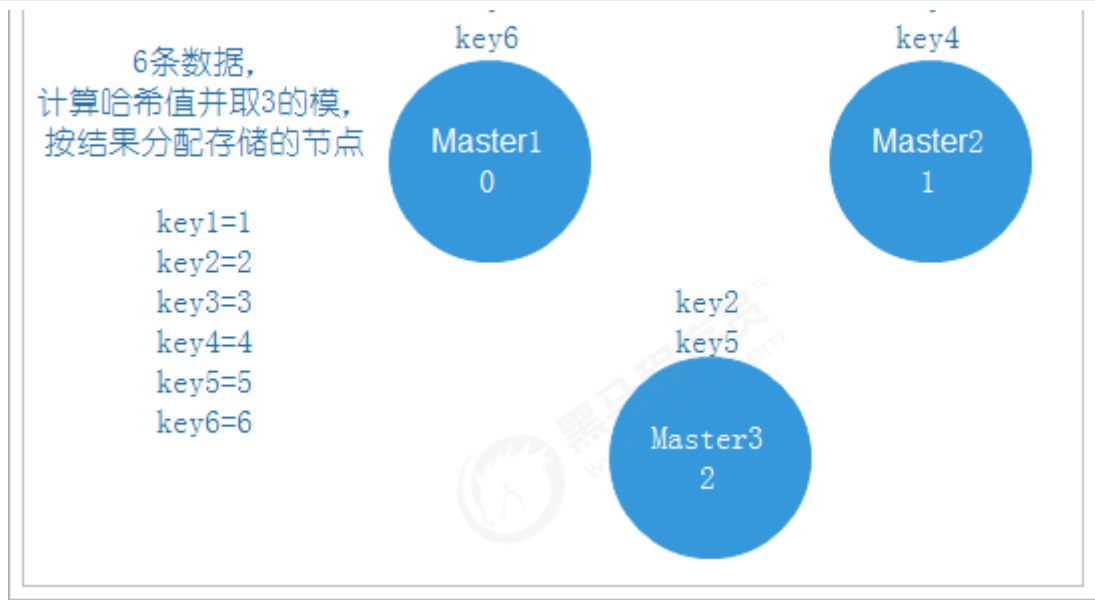 6条数据,
计算哈希值并取3的模,
按结果分配存储的节点
key1=1
key2=2
key3=3
key4=4
key5=5
key6=6
key6
Master1
0
key4
Master2
1
key2
key5
Master3
2